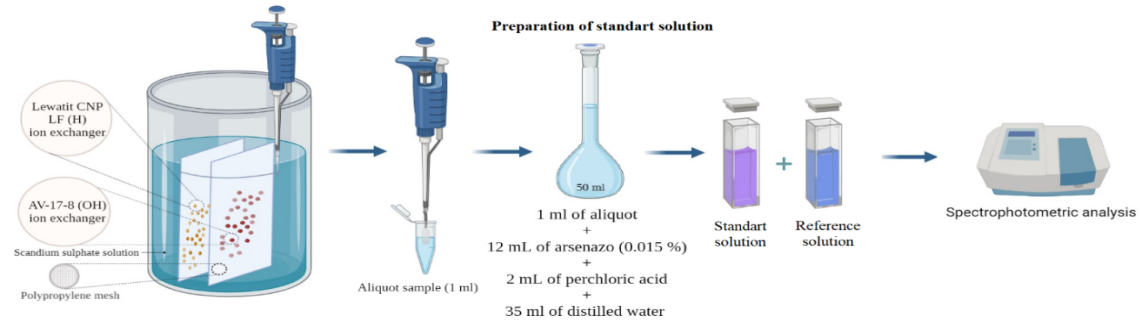 Lewatit CNP
LF (H)
ion exchanger
AV-17-8 (OH)
ion exchanger
Scandium sulphate solution
Polypropylene mesh
Aliquot sample (1 ml)
Preparation of standart solution
50 ml
1 ml of aliquot
+
12 mL of arsenazo (0.015 %)
+
2 mL of perchloric acid
+
35 ml of distilled water
+
Standart
solution
Reference
solution
Spectrophotometric analysis